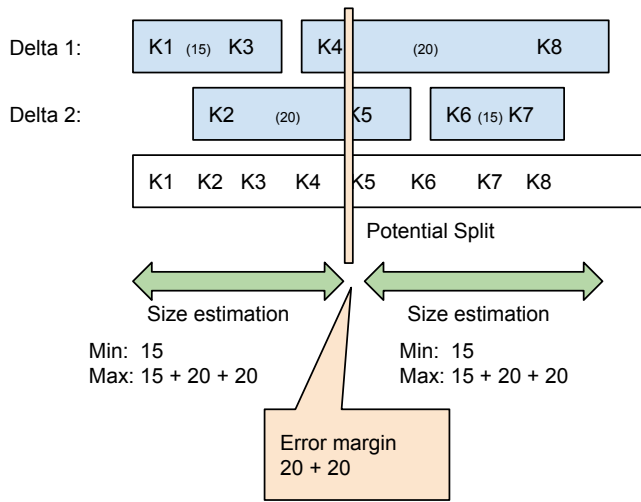 Delta 1: K1 (15) K3 K4 (20) K8
Delta 2: K2 (20) K5 K6 (15) K7
K1 K2 K3 K4 K5 K6 K7 K8
Potential Split
Size estimation
Min: 15
Max: 15 + 20 + 20
Size estimation
Min: 15
Max: 15 + 20 + 20
Error margin
20 + 20